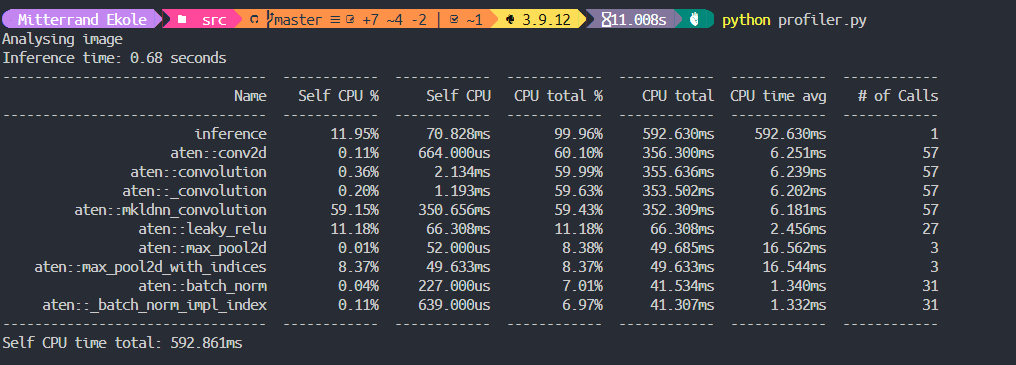 Mitterrand Ekole src master ≡ +7 ~4 -2 | ~1 3.9.12 11.008s python profiler.py
Analysing image
Inference time: 0.68 seconds
-------------------------------  ------------  ------------  ------------  ------------  ------------  ------------
Name    Self CPU %      Self CPU   CPU total %     CPU total  CPU time avg    # of Calls
-------------------------------  ------------  ------------  ------------  ------------  ------------  ------------
inference        11.95%      70.828ms        99.96%     592.630ms     592.630ms             1
aten::conv2d         0.11%     664.000us        60.10%     356.300ms       6.251ms            57
aten::convolution         0.36%       2.134ms        59.99%     355.636ms       6.239ms            57
aten::_convolution         0.20%       1.193ms        59.63%     353.502ms       6.202ms            57
aten::mkldnn_convolution        59.15%     350.656ms        59.43%     352.309ms       6.181ms            57
aten::leaky_relu        11.18%      66.308ms        11.18%      66.308ms       2.456ms            27
aten::max_pool2d         0.01%      52.000us         8.38%      49.685ms      16.562ms             3
aten::max_pool2d_with_indices         8.37%      49.633ms         8.37%      49.633ms      16.544ms             3
aten::batch_norm         0.04%     227.000us         7.01%      41.534ms       1.340ms            31
aten::_batch_norm_impl_index         0.11%     639.000us         6.97%      41.307ms       1.332ms            31
-------------------------------  ------------  ------------  ------------  ------------  ------------  ------------
Self CPU time total: 592.861ms